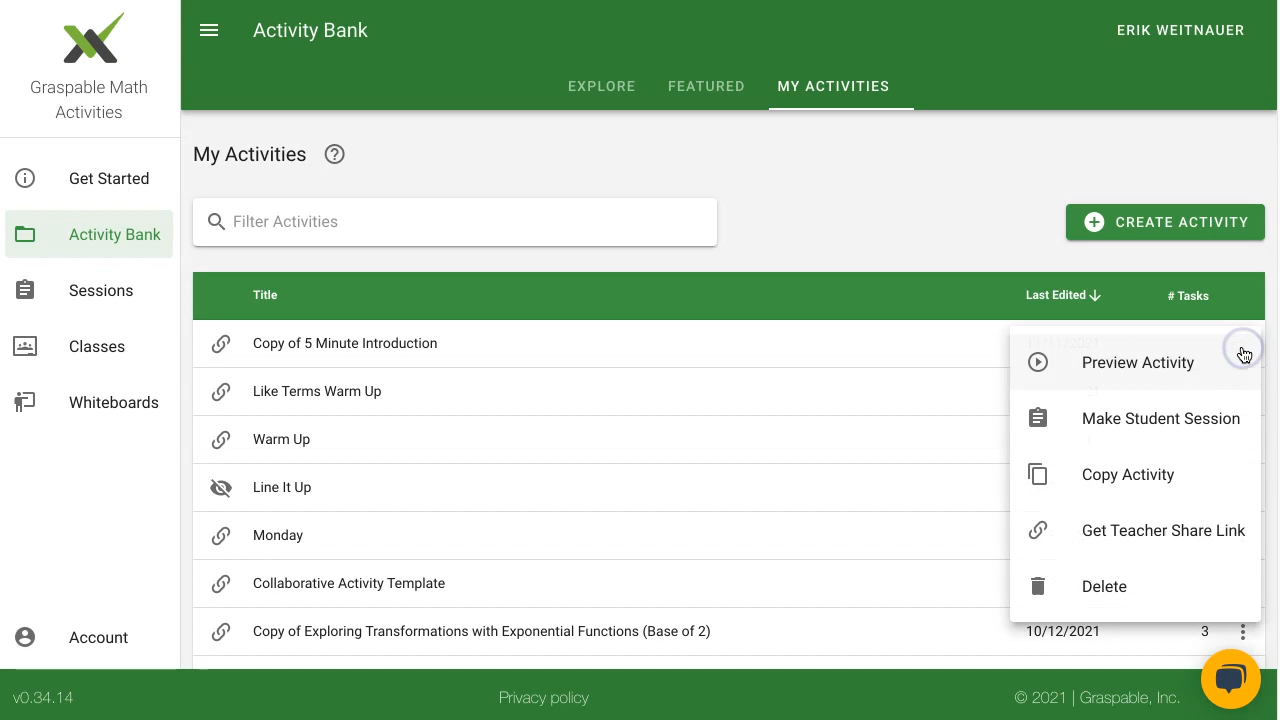 Graspable Math
Activities
Get Started
Activity Bank
Sessions
Classes
Whiteboards
Account
Activity Bank
ERIK WEITNAUER
EXPLORE
FEATURED
MY ACTIVITIES
My Activities
Filter Activities
CREATE ACTIVITY
Title
Last Edited
# Tasks
Copy of 5 Minute Introduction
Like Terms Warm Up
Warm Up
Line It Up
Monday
Collaborative Activity Template
Copy of Exploring Transformations with Exponential Functions (Base of 2)
10/12/2021
3
Preview Activity
Make Student Session
Copy Activity
Get Teacher Share Link
Delete
v0.34.14
Privacy policy
© 2021 | Graspable, Inc.